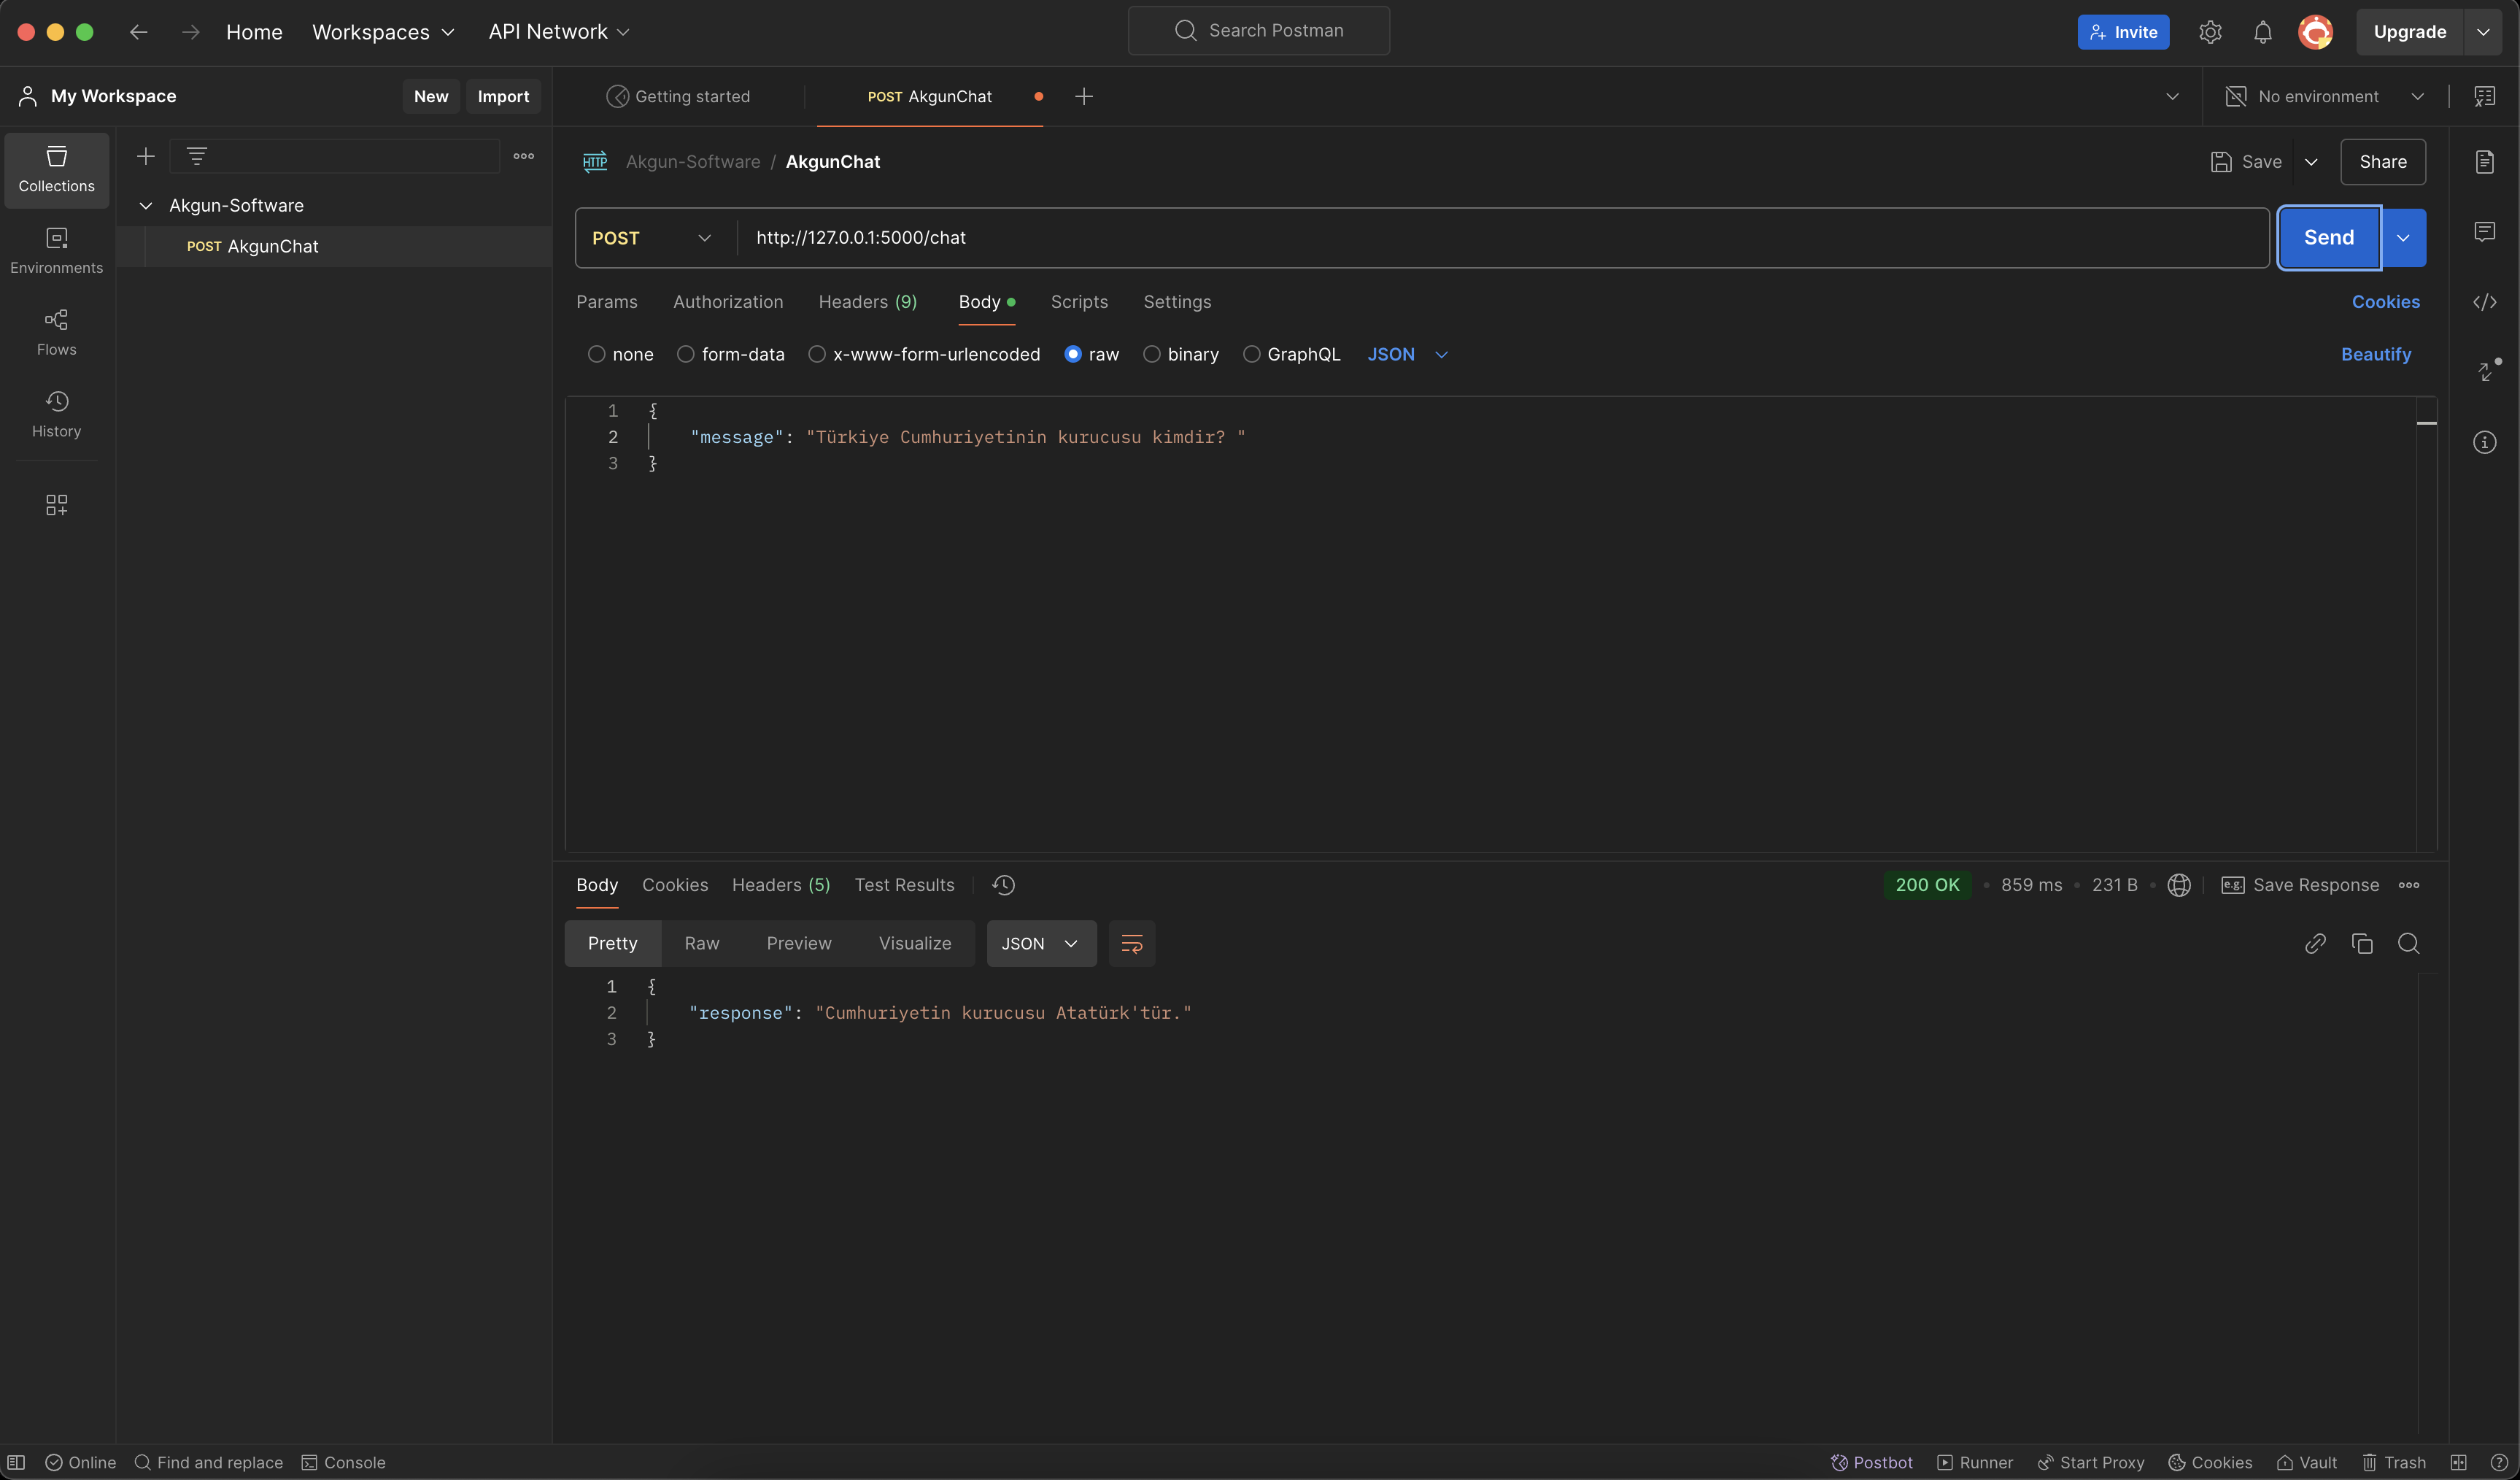 Home Workspaces API Network Search Postman Invite Upgrade
My Workspace New Import Getting started POST AkgunChat No environment
Collections
Environments
Flows
History
Akgun-Software
POST AkgunChat
HTTP Akgun-Software / AkgunChat Save Share
POST http://127.0.0.1:5000/chat Send
Params Authorization Headers (9) Body Scripts Settings Cookies
none form-data x-www-form-urlencoded raw binary GraphQL JSON Beautify
1 {
2 "message": "Türkiye Cumhuriyetinin kurucusu kimdir? "
3 }
Body Cookies Headers (5) Test Results 200 OK • 859 ms • 231 B • e.g. Save Response
Pretty Raw Preview Visualize JSON
1 {
2 "response": "Cumhuriyetin kurucusu Atatürk'tür."
3 }
Online Find and replace Console Postbot Runner Start Proxy Cookies Vault Trash